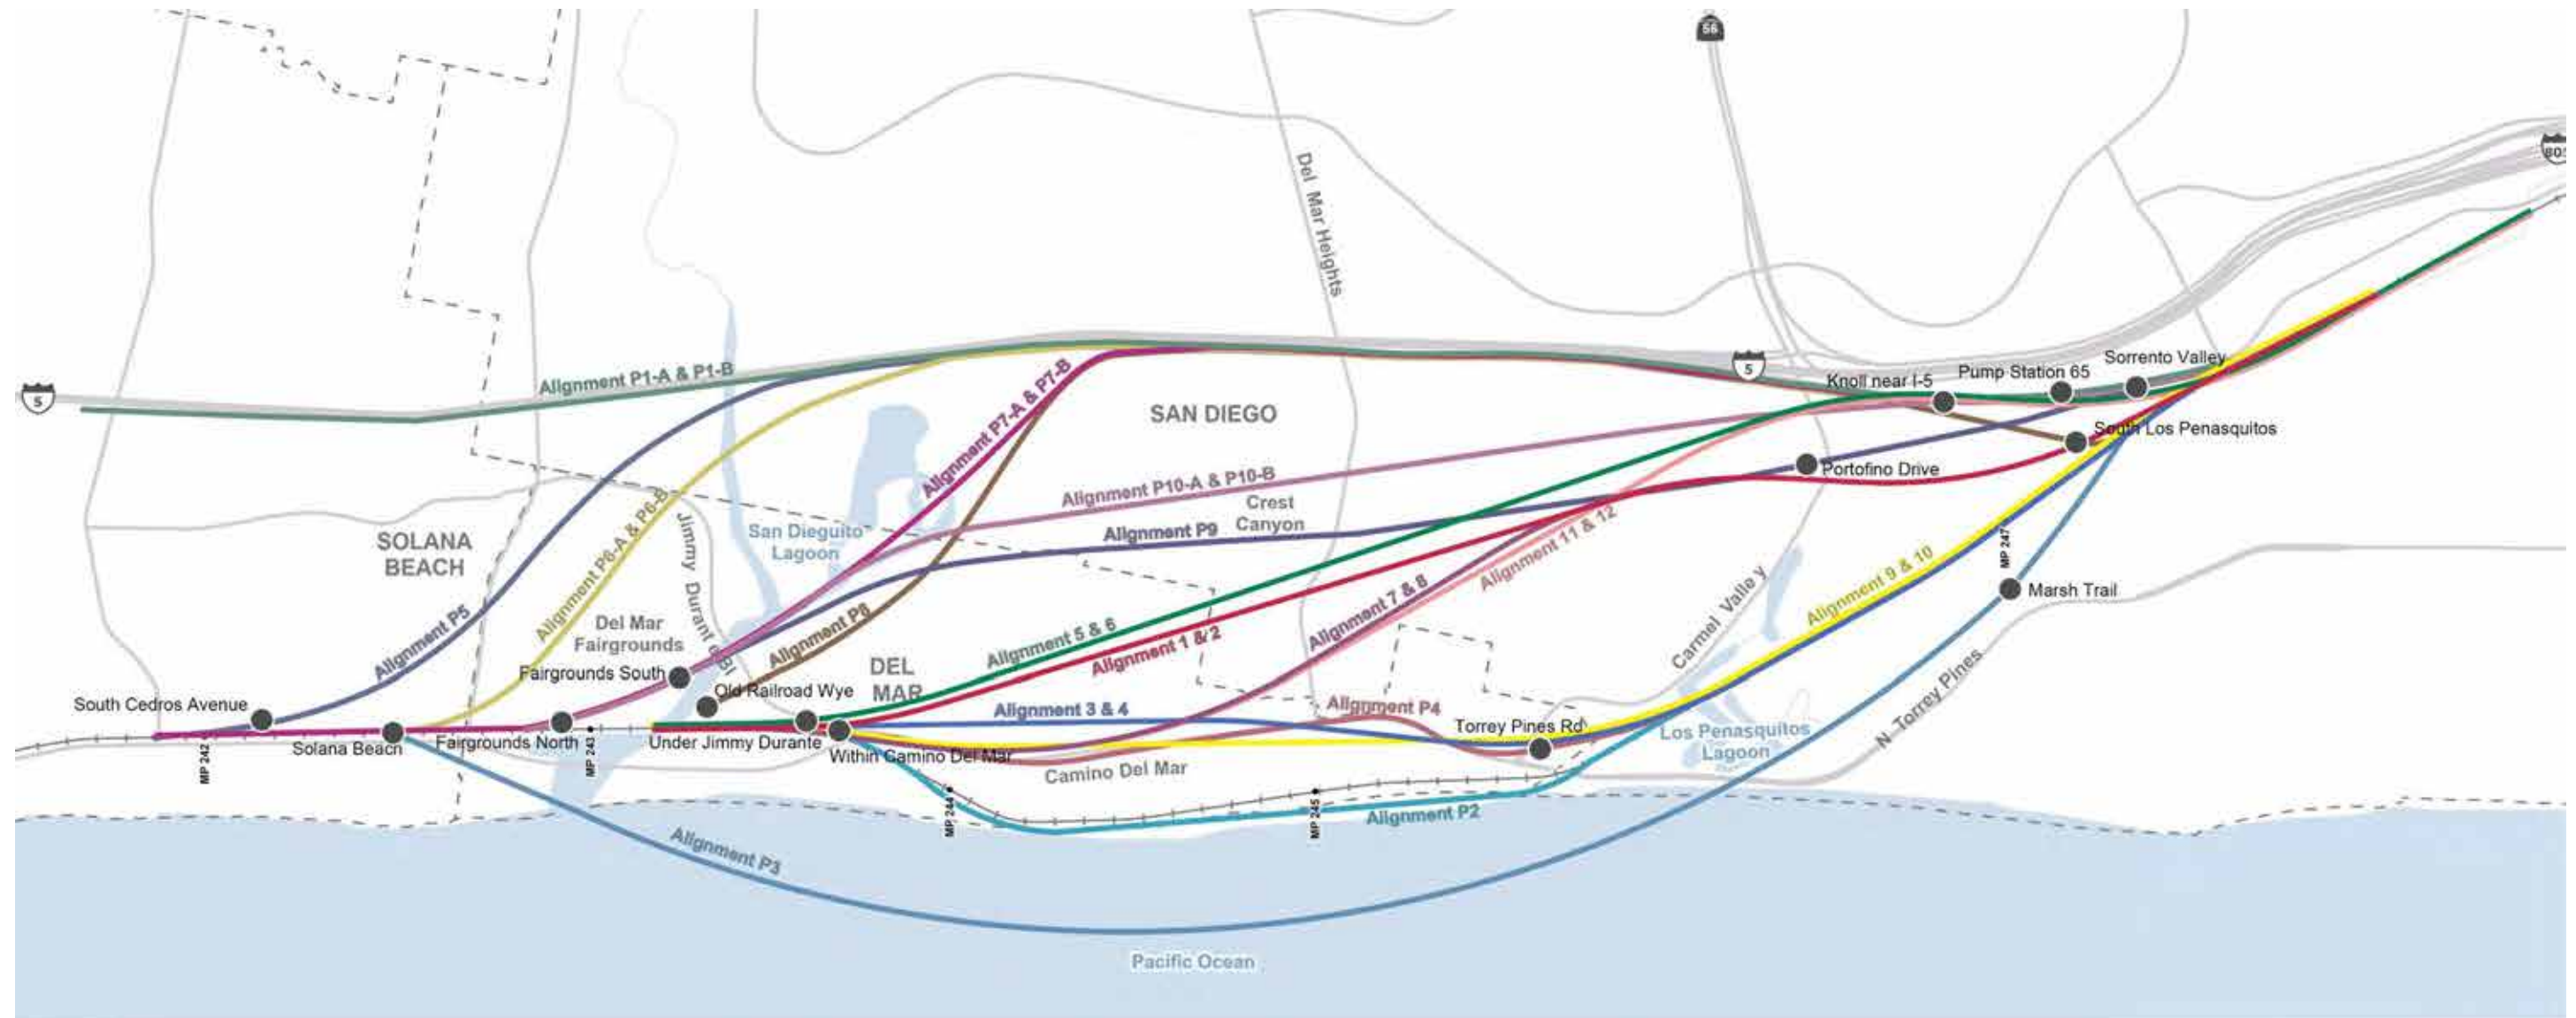 56
805
Del Mar Heights
5
Alignment P1-A & P1-B
5
Sorrento Valley
Pump Station 65
Knoll near I-5
Alignment P7-A & P7-B
SAN DIEGO
South Los Penasquitos
Portofino Drive
Alignment P10-A & P10-B
Crest
Canyon
Alignment P9
Alignment P6-A & P6-B
Jimmy Durante Bl
San Dieguito
Lagoon
SOLANA
BEACH
Alignment 11 & 12
MP 247
Marsh Trail
Alignment 9 & 10
Carmel Valley
Alignment 7 & 8
Alignment P5
Del Mar
Fairgrounds
Alignment P6
Alignment 5 & 6
Alignment 1 & 2
Fairgrounds South
DEL
MAR
Old Railroad Wye
South Cedros Avenue
Alignment 3 & 4
Alignment P4
Torrey Pines Rd
N Torrey Pines
Los Penasquitos
Lagoon
Solana Beach
Fairgrounds North
Under Jimmy Durante
Within Camino Del Mar
Camino Del Mar
MP 242
MP 243
MP 244
MP 245
Alignment P2
Alignment P3
Pacific Ocean